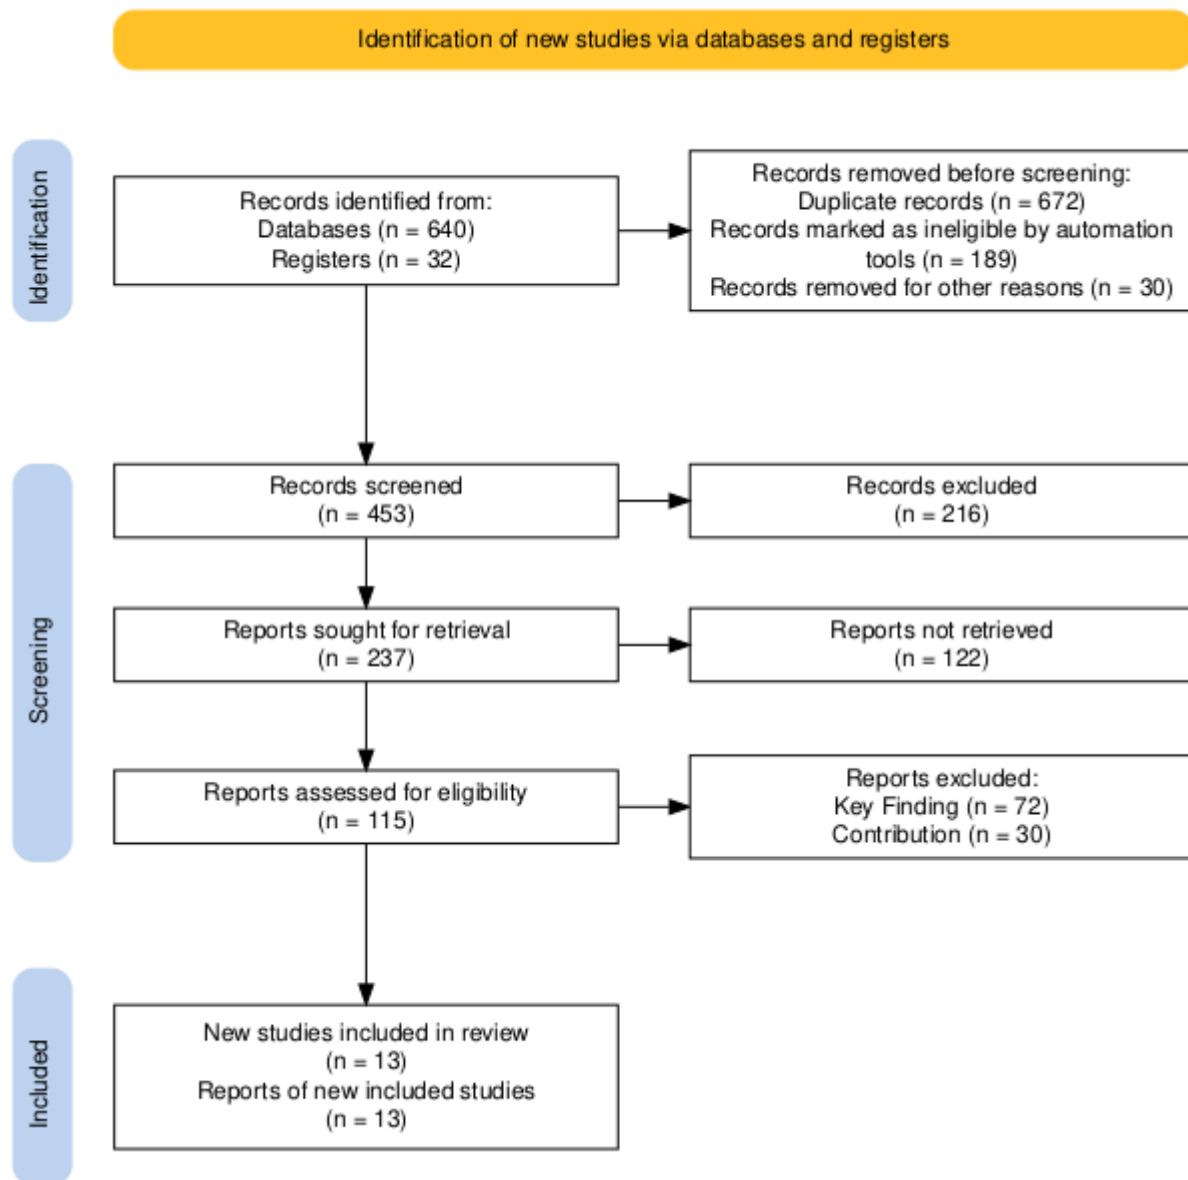 Identification of new studies via databases and registers
Identification
Records identified from:
Databases (n = 640)
Registers (n = 32)
Records removed before screening:
Duplicate records (n = 672)
Records marked as ineligible by automation
tools (n = 189)
Records removed for other reasons (n = 30)
Screening
Records screened
(n = 453)
Records excluded
(n = 216)
Reports sought for retrieval
(n = 237)
Reports not retrieved
(n = 122)
Reports assessed for eligibility
(n = 115)
Reports excluded:
Key Finding (n = 72)
Contribution (n = 30)
Included
New studies included in review
(n = 13)
Reports of new included studies
(n = 13)